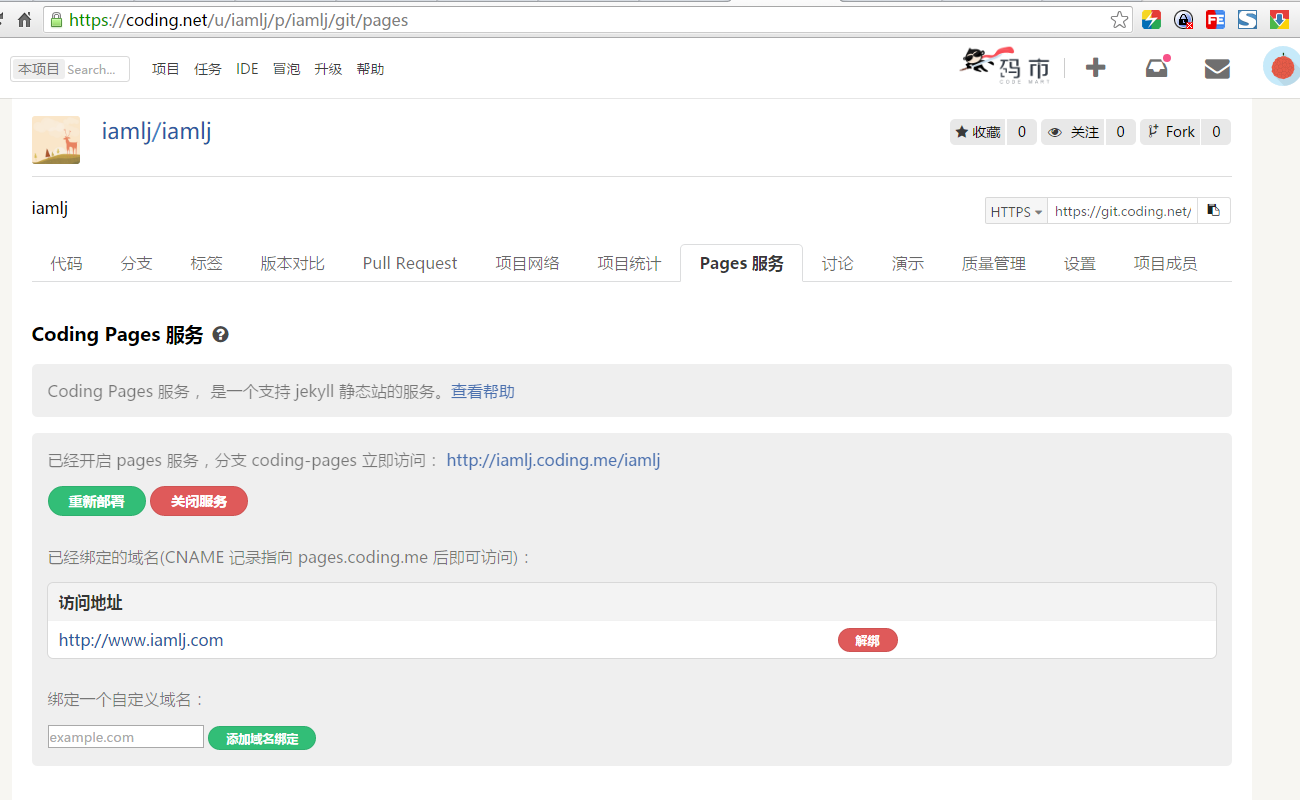 https://coding.net/u/iamlj/p/iamlj/git/pages
本项目 Search... 项目 任务 IDE 冒泡 升级 帮助 码市 CODE MART
iamlj/iamlj 收藏 0 关注 0 Fork 0
iamlj HTTPS https://git.coding.net/
代码 分支 标签 版本对比 Pull Request 项目网络 项目统计 Pages 服务 讨论 演示 质量管理 设置 项目成员
Coding Pages 服务
Coding Pages 服务 ，是一个支持 jekyll 静态站的服务。查看帮助
已经开启 pages 服务，分支 coding-pages 立即访问： http://iamlj.coding.me/iamlj
重新部署 关闭服务
已经绑定的域名(CNAME 记录指向 pages.coding.me 后即可访问)：
访问地址
http://www.iamlj.com 解绑
绑定一个自定义域名：
example.com 添加域名绑定